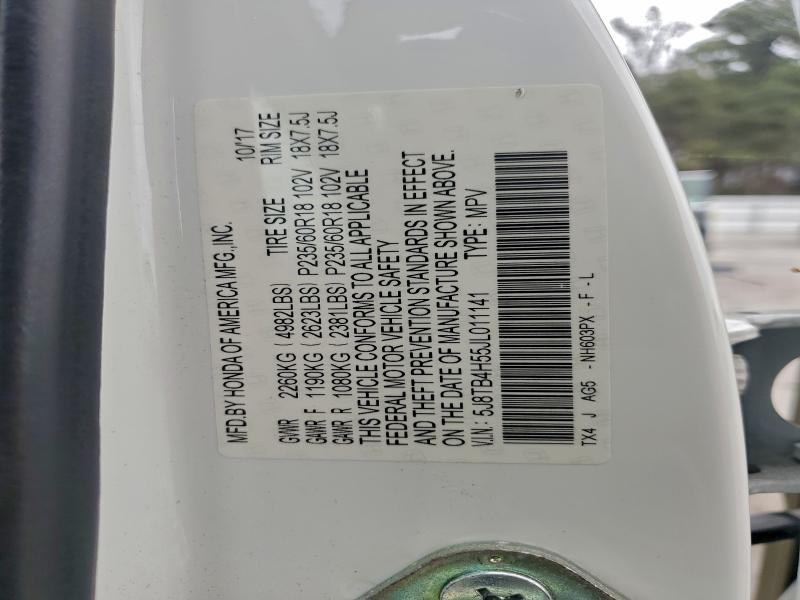 MFD.BY HONDA OF AMERICA MFG.,INC. 10/17
TIRE SIZE RIM SIZE
GVWR 2260KG ( 4982LBS)
GAWR F 1190KG ( 2623LBS) P235/60R18 102V 18X7.5J
GAWR R 1080KG ( 2381LBS) P235/60R18 102V 18X7.5J
THIS VEHICLE CONFORMS TO ALL APPLICABLE
FEDERAL MOTOR VEHICLE SAFETY
AND THEFT PREVENTION STANDARDS IN EFFECT
ON THE DATE OF MANUFACTURE SHOWN ABOVE.
V.I.N.: 5J8TB4H55JL011141 TYPE: MPV
TX4 J AG5 - NH603PX - F - L